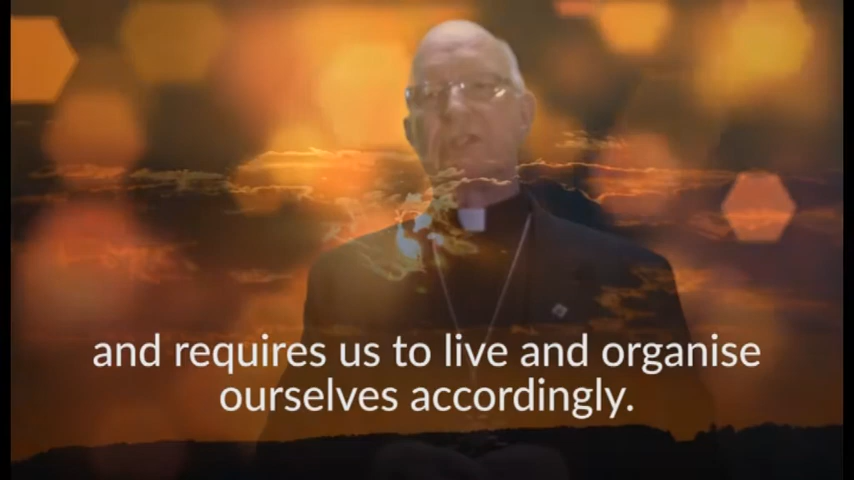 and requires us to live and organise
ourselves accordingly.